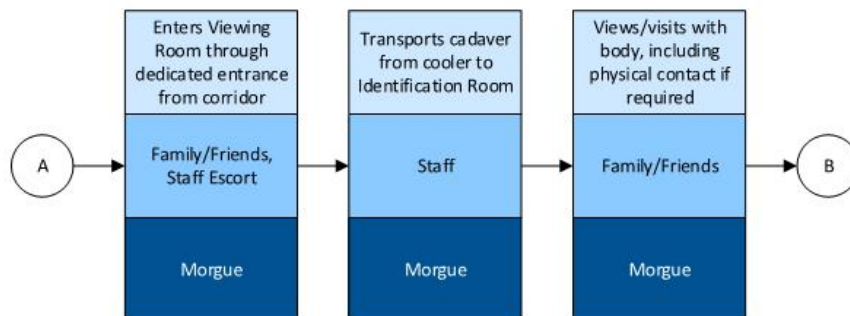 A
Enters Viewing
Room through
dedicated entrance
from corridor
Family/Friends,
Staff Escort
Morgue
Transports cadaver
from cooler to
Identification Room
Staff
Morgue
Views/visits with
body, including
physical contact if
required
Family/Friends
Morgue
B